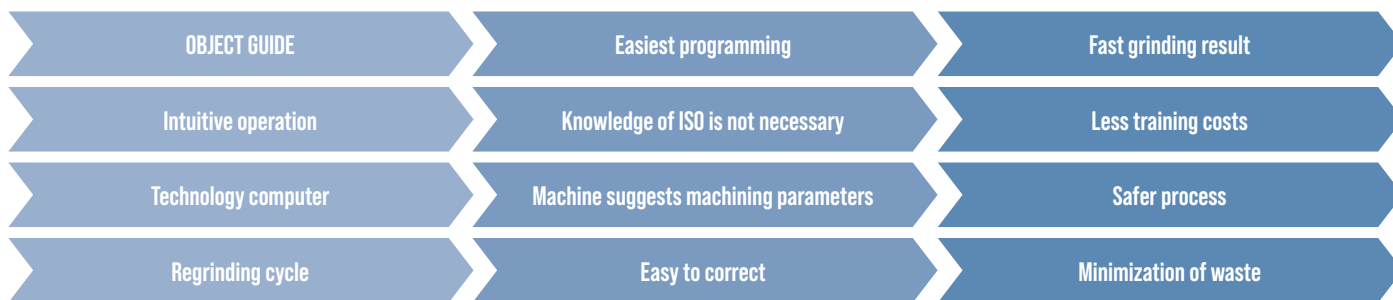 OBJECT GUIDE
Easiest programming
Fast grinding result
Intuitive operation
Knowledge of ISO is not necessary
Less training costs
Technology computer
Machine suggests machining parameters
Safer process
Regrinding cycle
Easy to correct
Minimization of waste